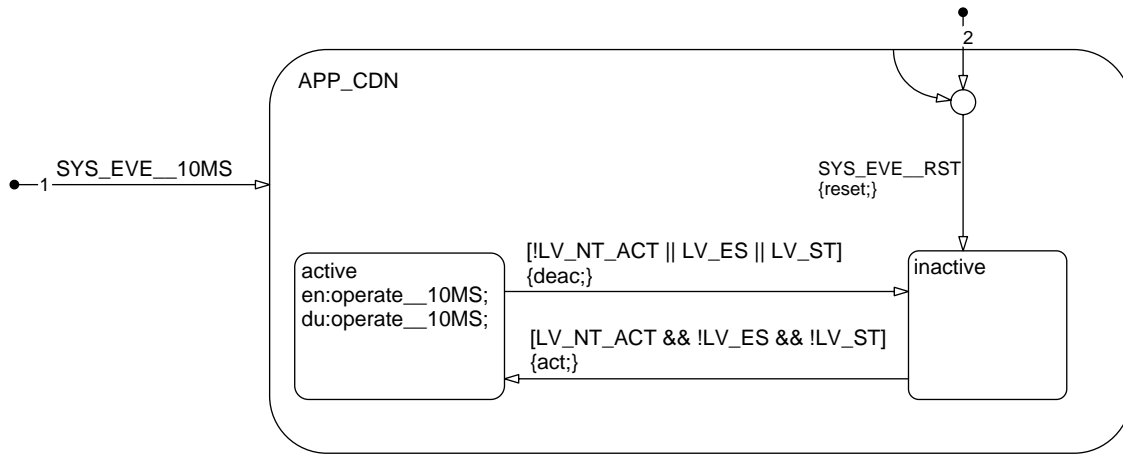 2
APP_CDN
SYS_EVE__10MS
1
SYS_EVE__RST
{reset;}
[!LV_NT_ACT || LV_ES || LV_ST]
{deac;}
active
en:operate__10MS;
du:operate__10MS;
inactive
[LV_NT_ACT && !LV_ES && !LV_ST]
{act;}